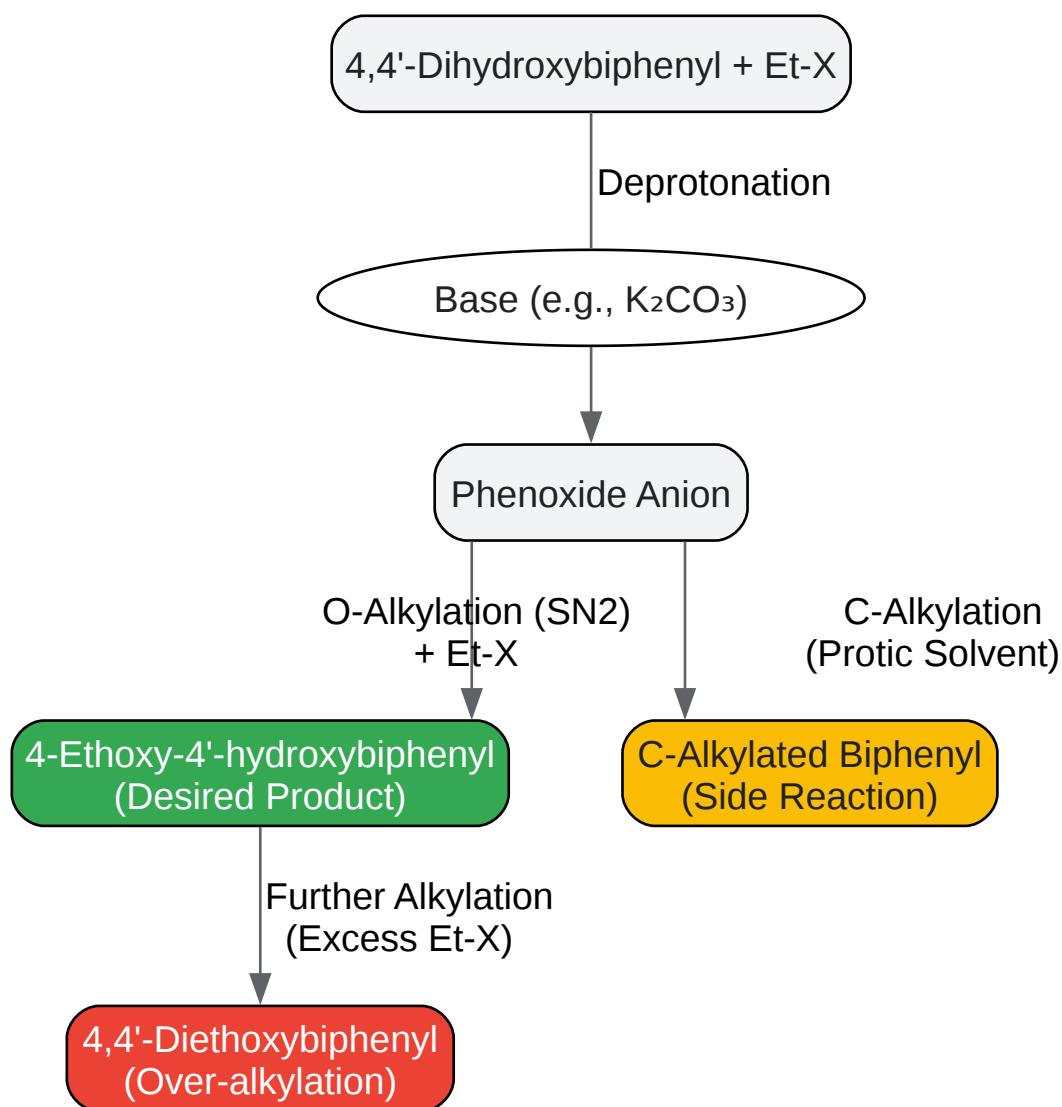 4,4'-Dihydroxybiphenyl + Et-X
Deprotonation
Base (e.g., K₂CO₃)
Phenoxide Anion
O-Alkylation (SN2)
+ Et-X
C-Alkylation
(Protic Solvent)
4-Ethoxy-4'-hydroxybiphenyl
(Desired Product)
C-Alkylated Biphenyl
(Side Reaction)
Further Alkylation
(Excess Et-X)
4,4'-Diethoxybiphenyl
(Over-alkylation)